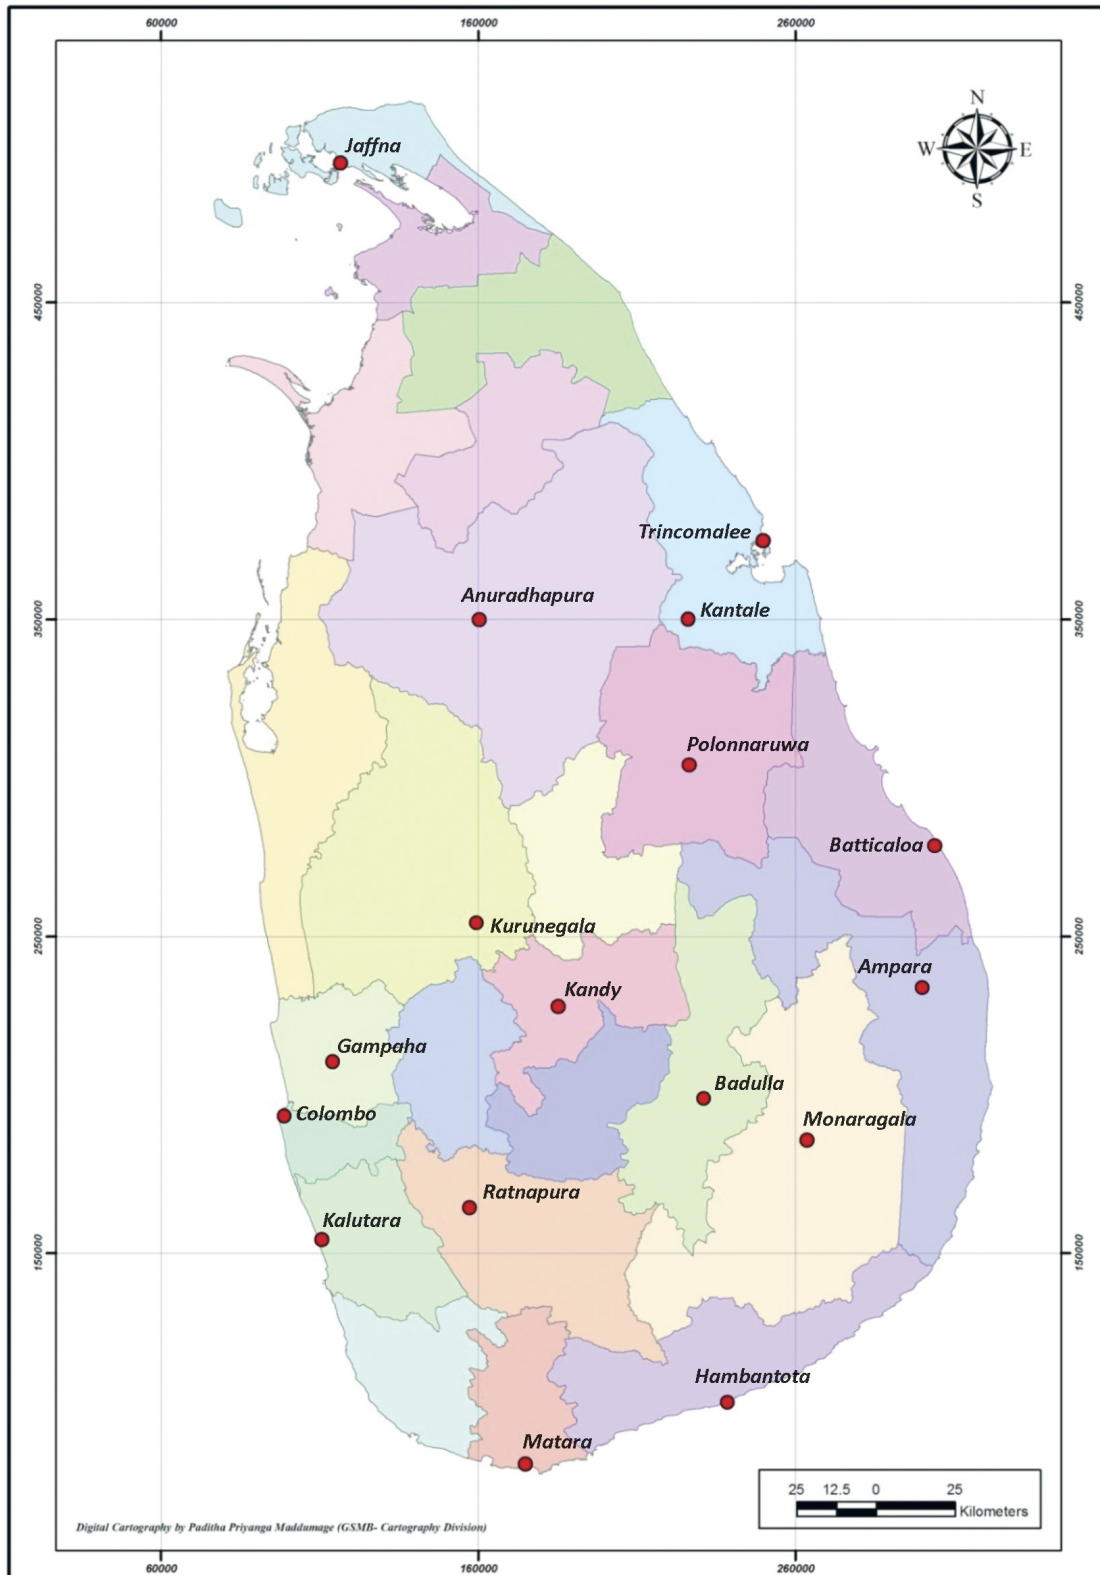 60000 160000 260000
N
W E
S
Jaffna
450000 450000
Trincomalee
Anuradhapura
Kantale
350000 350000
Polonnaruwa
Batticaloa
Kurunegala
250000 250000
Ampara
Kandy
Gampaha
Badulla
Colombo
Monaragala
Ratnapura
Kalutara
150000 150000
Hambantota
Matara
25 12.5 0 25
Kilometers
Digital Cartography by Paditha Priyanga Maddumage (GSMB- Cartography Division)
60000 160000 260000